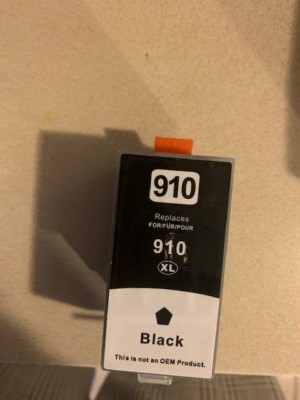 910
Replaces
FOR/FÜR/POUR
910
XL
Black
This is not an OEM Product.